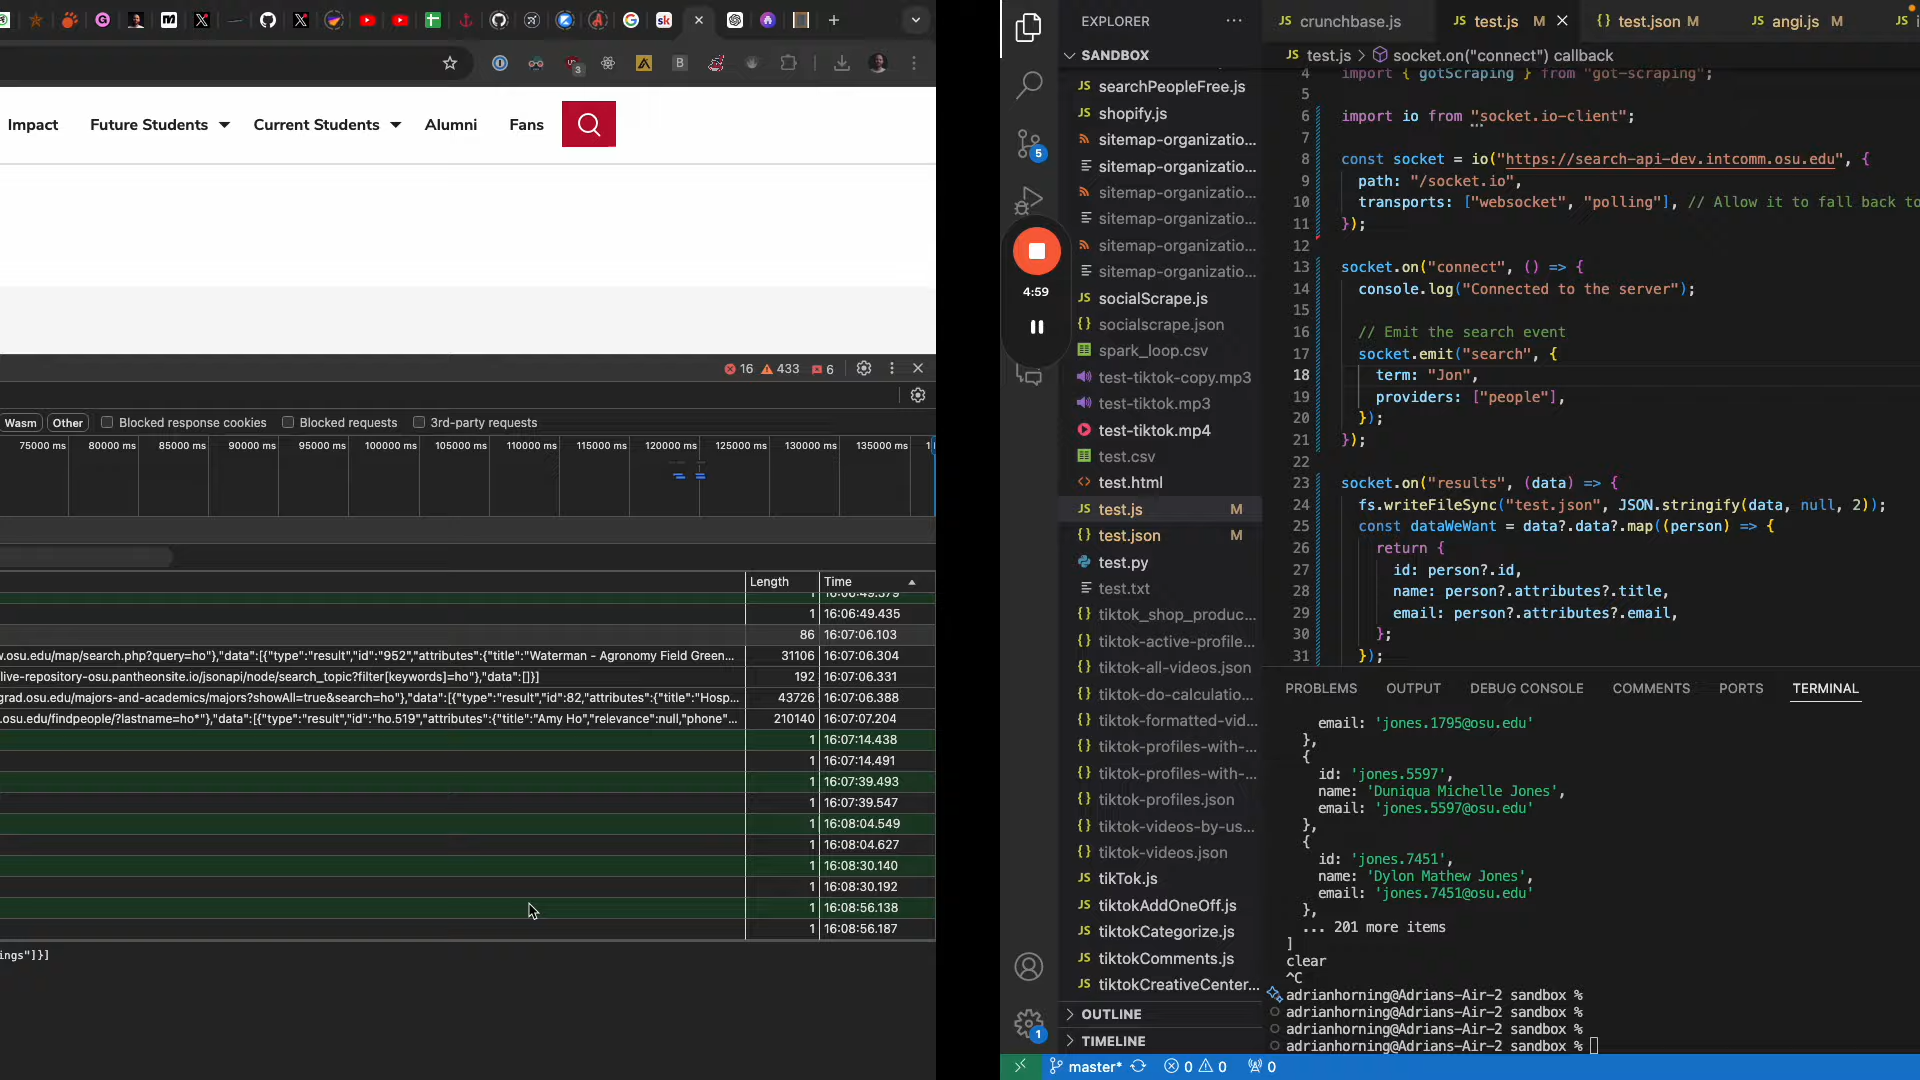 3
Impact
Future Students
Current Students
Alumni
Fans
16
433
6
Wasm
Other
Blocked response cookies
Blocked requests
3rd-party requests
75000 ms
80000 ms
85000 ms
90000 ms
95000 ms
100000 ms
105000 ms
110000 ms
115000 ms
120000 ms
125000 ms
130000 ms
135000 ms
Length
Time
1 16:06:49.379
1 16:06:49.435
86 16:07:06.103
w.osu.edu/map/search.php?query=ho"},"data":[{"type":"result","id":"952","attributes":{"title":"Waterman - Agronomy Field Green... 31106 16:07:06.304
live-repository-osu.pantheonsite.io/jsonapi/node/search_topic?filter[keywords]=ho"},"data":[]}] 192 16:07:06.331
grad.osu.edu/majors-and-academics/majors?showAll=true&search=ho"},"data":[{"type":"result","id":82,"attributes":{"title":"Hosp... 43726 16:07:06.388
.osu.edu/findpeople/?lastname=ho*"},"data":[{"type":"result","id":"ho.519","attributes":{"title":"Amy Ho","relevance":null,"phone"... 210140 16:07:07.204
1 16:07:14.438
1 16:07:14.491
1 16:07:39.493
1 16:07:39.547
1 16:08:04.549
1 16:08:04.627
1 16:08:30.140
1 16:08:30.192
1 16:08:56.138
1 16:08:56.187
ings"]}]
4:59
5
1
EXPLORER
SANDBOX
searchPeopleFree.js
shopify.js
sitemap-organizatio...
sitemap-organizatio...
sitemap-organizatio...
sitemap-organizatio...
sitemap-organizatio...
sitemap-organizatio...
socialScrape.js
socialscrape.json
spark_loop.csv
test-tiktok-copy.mp3
test-tiktok.mp3
test-tiktok.mp4
test.csv
test.html
test.js M
test.json M
test.py
test.txt
tiktok_shop_produc...
tiktok-active-profile...
tiktok-all-videos.json
tiktok-do-calculatio...
tiktok-formatted-vid...
tiktok-profiles-with-...
tiktok-profiles-with-...
tiktok-profiles.json
tiktok-videos-by-us...
tiktok-videos.json
tikTok.js
tiktokAddOneOff.js
tiktokCategorize.js
tiktokComments.js
tiktokCreativeCenter...
OUTLINE
TIMELINE
JS crunchbase.js
JS test.js M
{} test.json M
JS angi.js M
JS
JS test.js > socket.on("connect") callback
4 import { gotScraping } from "got-scraping";
5
6 import io from "socket.io-client";
7
8 const socket = io("https://search-api-dev.intcomm.osu.edu", {
9 path: "/socket.io",
10 transports: ["websocket", "polling"], // Allow it to fall back to
11 });
12
13 socket.on("connect", () => {
14 console.log("Connected to the server");
15
16 // Emit the search event
17 socket.emit("search", {
18 term: "Jon",
19 providers: ["people"],
20 });
21 });
22
23 socket.on("results", (data) => {
24 fs.writeFileSync("test.json", JSON.stringify(data, null, 2));
25 const dataWeWant = data?.data?.map((person) => {
26 return {
27 id: person?.id,
28 name: person?.attributes?.title,
29 email: person?.attributes?.email,
30 };
31 });
PROBLEMS
OUTPUT
DEBUG CONSOLE
COMMENTS
PORTS
TERMINAL
email: 'jones.1795@osu.edu'
},
{
id: 'jones.5597',
name: 'Duniqua Michelle Jones',
email: 'jones.5597@osu.edu'
},
{
id: 'jones.7451',
name: 'Dylon Mathew Jones',
email: 'jones.7451@osu.edu'
},
... 201 more items
]
clear
^C
adrianhorning@Adrians-Air-2 sandbox %
adrianhorning@Adrians-Air-2 sandbox %
adrianhorning@Adrians-Air-2 sandbox %
adrianhorning@Adrians-Air-2 sandbox %
master*
0
0
0